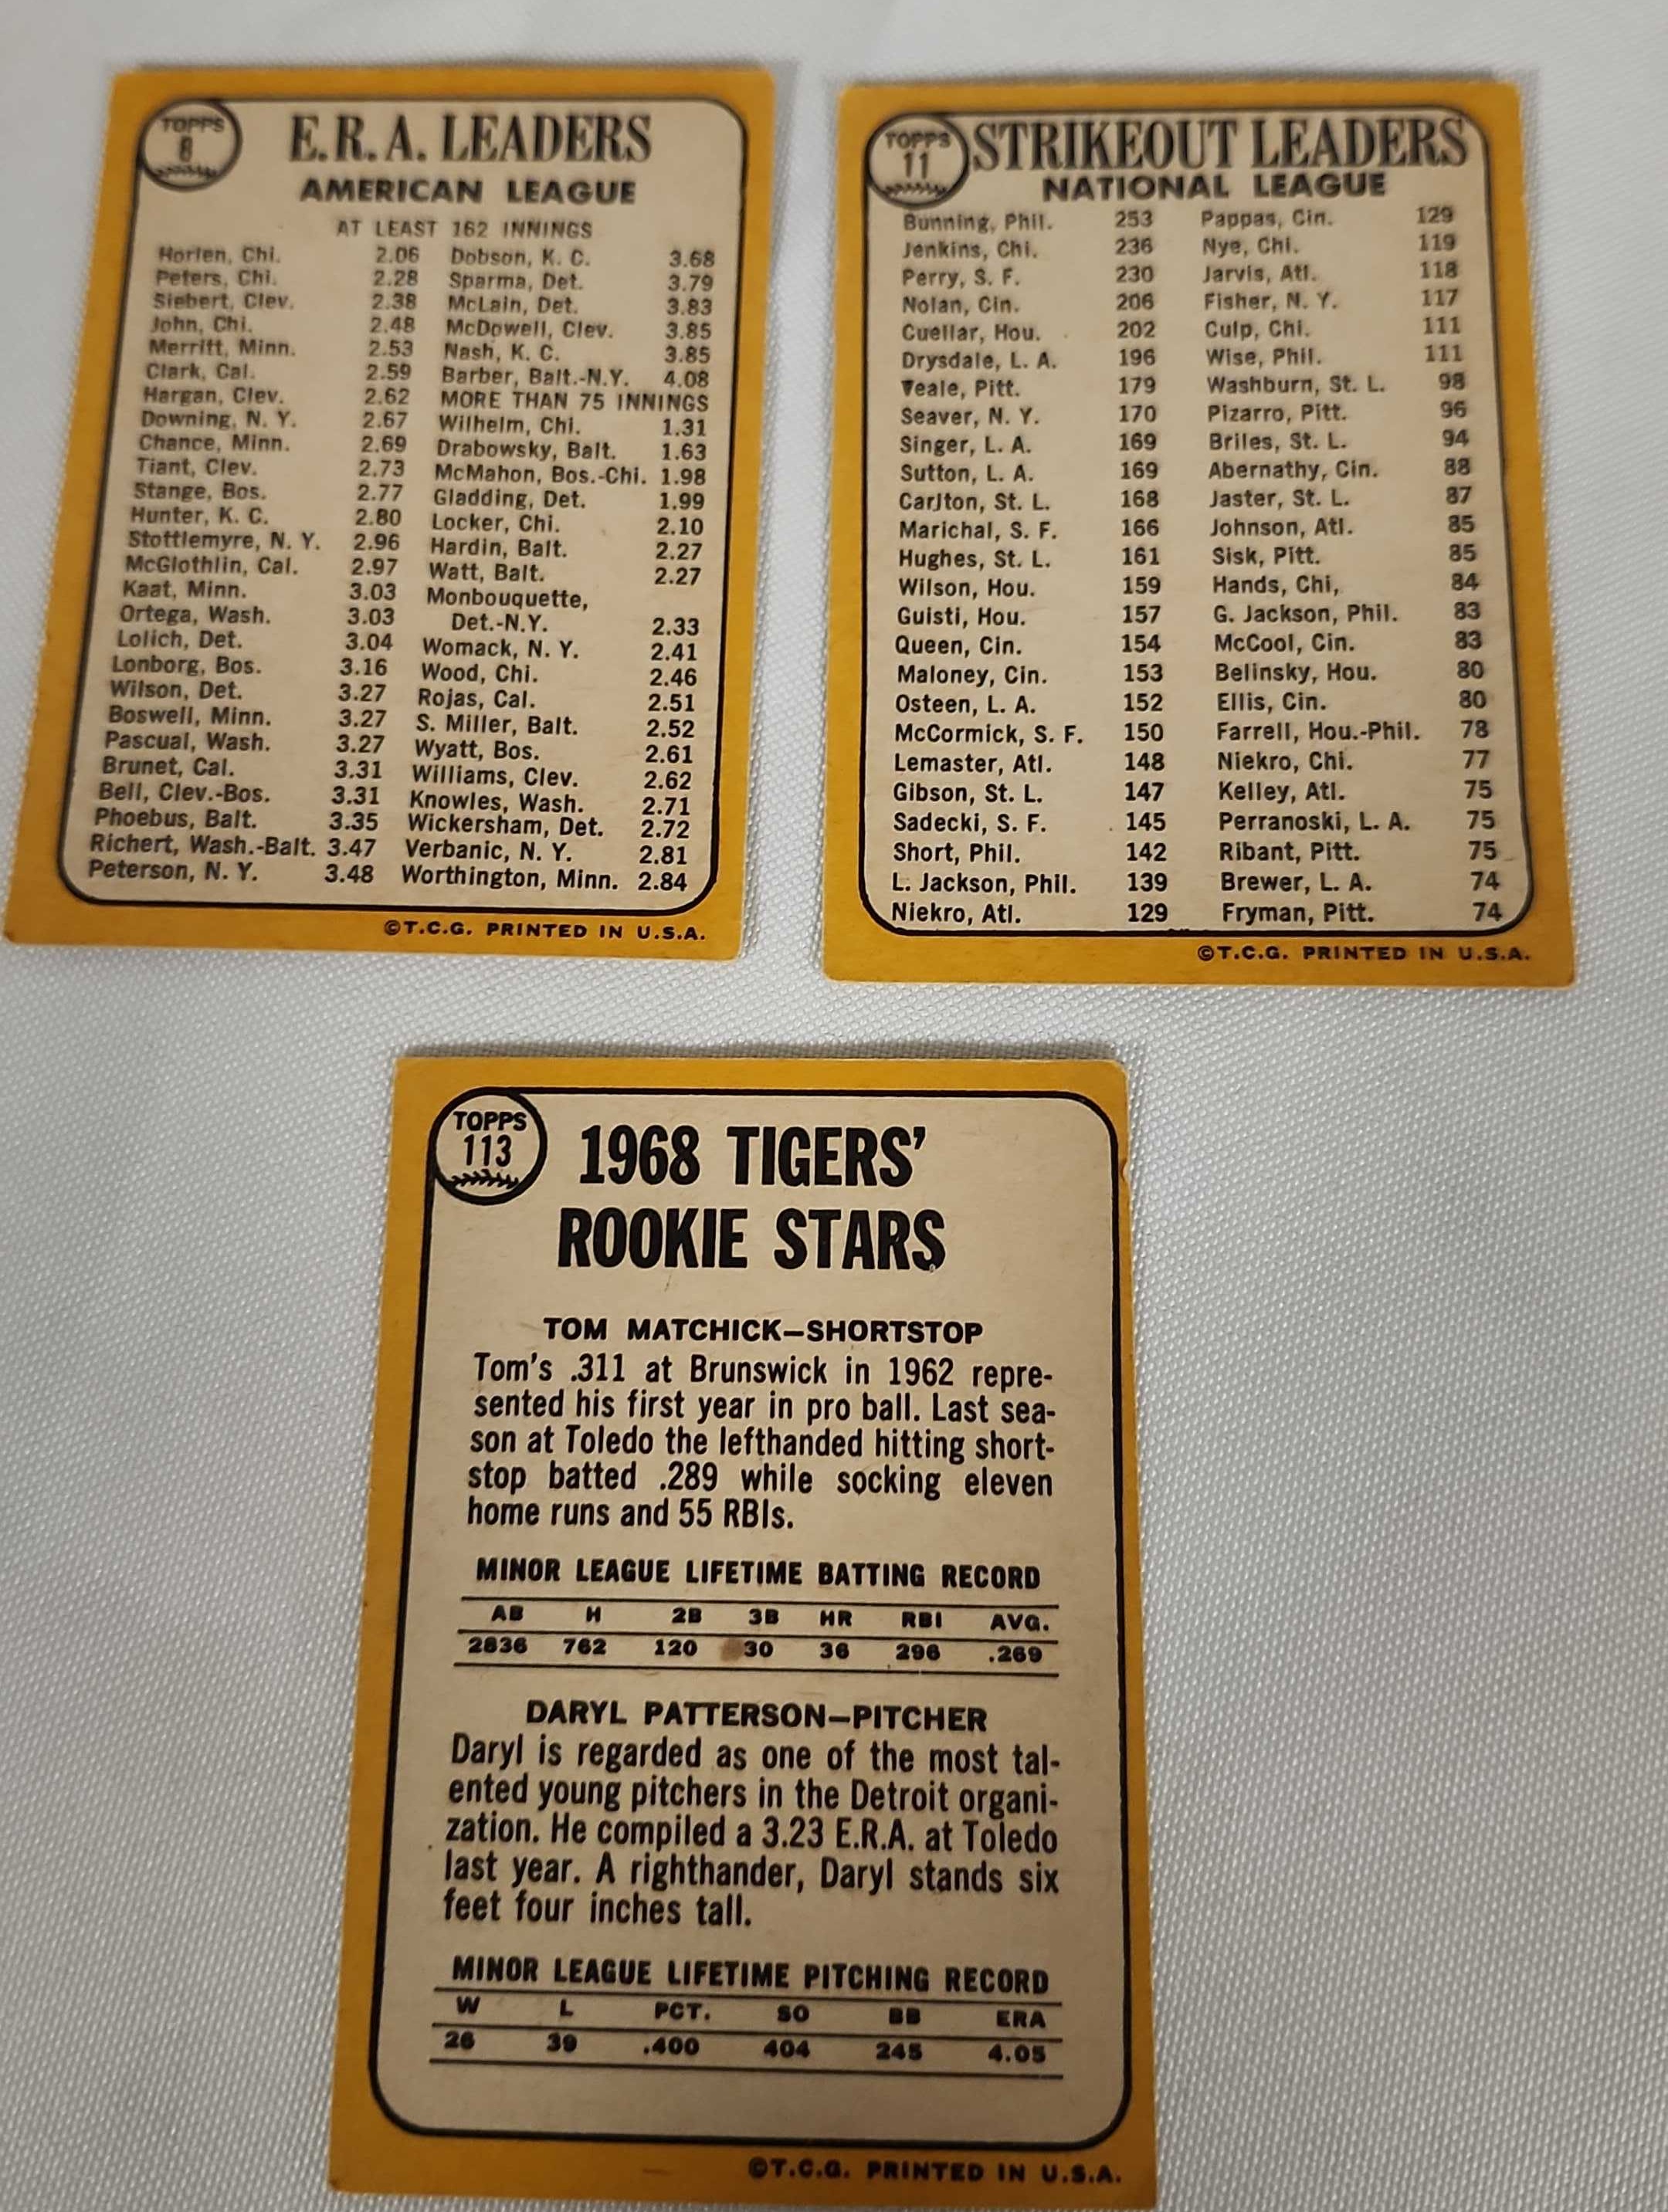 TOPPS
8
E.R.A. LEADERS
AMERICAN LEAGUE
AT LEAST 162 INNINGS
Horlen, Chi. 2.06 Dobson, K. C. 3.68
Peters, Chi. 2.28 Sparma, Det. 3.79
Siebert, Clev. 2.38 McLain, Det. 3.83
John, Chi. 2.48 McDowell, Clev. 3.85
Merritt, Minn. 2.53 Nash, K. C. 3.85
Clark, Cal. 2.59 Barber, Balt.-N.Y. 4.08
Hargan, Clev. 2.62 MORE THAN 75 INNINGS
Downing, N. Y. 2.67 Wilhelm, Chi. 1.31
Chance, Minn. 2.69 Drabowsky, Balt. 1.63
Tiant, Clev. 2.73 McMahon, Bos.-Chi. 1.98
Stange, Bos. 2.77 Gladding, Det. 1.99
Hunter, K. C. 2.80 Locker, Chi. 2.10
Stottlemyre, N. Y. 2.96 Hardin, Balt. 2.27
McGlothlin, Cal. 2.97 Watt, Balt. 2.27
Kaat, Minn. 3.03 Monbouquette,
Ortega, Wash. 3.03 Det.-N.Y. 2.33
Lolich, Det. 3.04 Womack, N. Y. 2.41
Lonborg, Bos. 3.16 Wood, Chi. 2.46
Wilson, Det. 3.27 Rojas, Cal. 2.51
Boswell, Minn. 3.27 S. Miller, Balt. 2.52
Pascual, Wash. 3.27 Wyatt, Bos. 2.61
Brunet, Cal. 3.31 Williams, Clev. 2.62
Bell, Clev.-Bos. 3.31 Knowles, Wash. 2.71
Phoebus, Balt. 3.35 Wickersham, Det. 2.72
Richert, Wash.-Balt. 3.47 Verbanic, N. Y. 2.81
Peterson, N. Y. 3.48 Worthington, Minn. 2.84
©T.C.G. PRINTED IN U.S.A.
TOPPS
11
STRIKEOUT LEADERS
NATIONAL LEAGUE
Bunning, Phil. 253 Pappas, Cin. 129
Jenkins, Chi. 236 Nye, Chi. 119
Perry, S. F. 230 Jarvis, Atl. 118
Nolan, Cin. 206 Fisher, N. Y. 117
Cuellar, Hou. 202 Culp, Chi. 111
Drysdale, L. A. 196 Wise, Phil. 111
Veale, Pitt. 179 Washburn, St. L. 98
Seaver, N. Y. 170 Pizarro, Pitt. 96
Singer, L. A. 169 Briles, St. L. 94
Sutton, L. A. 169 Abernathy, Cin. 88
Carlton, St. L. 168 Jaster, St. L. 87
Marichal, S. F. 166 Johnson, Atl. 85
Hughes, St. L. 161 Sisk, Pitt. 85
Wilson, Hou. 159 Hands, Chi, 84
Guisti, Hou. 157 G. Jackson, Phil. 83
Queen, Cin. 154 McCool, Cin. 83
Maloney, Cin. 153 Belinsky, Hou. 80
Osteen, L. A. 152 Ellis, Cin. 80
McCormick, S. F. 150 Farrell, Hou.-Phil. 78
Lemaster, Atl. 148 Niekro, Chi. 77
Gibson, St. L. 147 Kelley, Atl. 75
Sadecki, S. F. 145 Perranoski, L. A. 75
Short, Phil. 142 Ribant, Pitt. 75
L. Jackson, Phil. 139 Brewer, L. A. 74
Niekro, Atl. 129 Fryman, Pitt. 74
©T.C.G. PRINTED IN U.S.A.
TOPPS
113
1968 TIGERS'
ROOKIE STARS
TOM MATCHICK—SHORTSTOP
Tom's .311 at Brunswick in 1962 repre-
sented his first year in pro ball. Last sea-
son at Toledo the lefthanded hitting short-
stop batted .289 while socking eleven
home runs and 55 RBIs.
MINOR LEAGUE LIFETIME BATTING RECORD
AB H 2B 3B HR RBI AVG.
2836 762 120 30 36 296 .269
DARYL PATTERSON—PITCHER
Daryl is regarded as one of the most tal-
ented young pitchers in the Detroit organi-
zation. He compiled a 3.23 E.R.A. at Toledo
last year. A righthander, Daryl stands six
feet four inches tall.
MINOR LEAGUE LIFETIME PITCHING RECORD
W L PCT. SO BB ERA
26 39 .400 404 245 4.05
©T.C.G. PRINTED IN U.S.A.